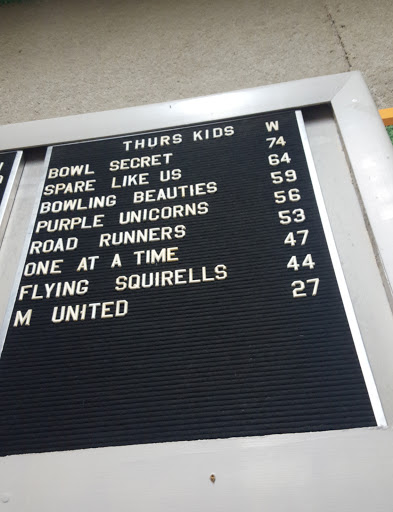 THURS KIDS W
BOWL SECRET 74
SPARE LIKE US 64
BOWLING BEAUTIES 59
PURPLE UNICORNS 56
ROAD RUNNERS 53
ONE AT A TIME 47
FLYING SQUIRELLS 44
M UNITED 27